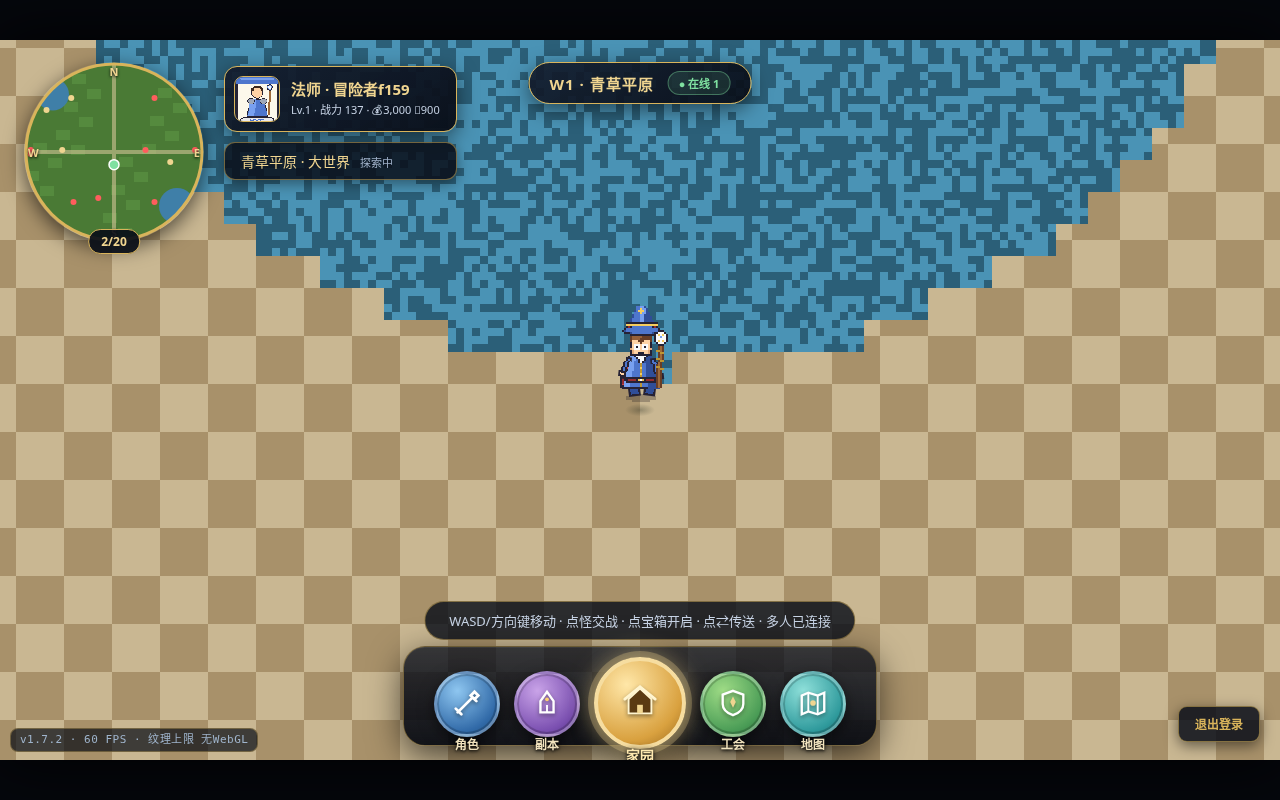 N
W
E
2/20
法师 · 冒险者f159
Lv.1 · 战力 137 · 💰3,000 900
青草平原 · 大世界 探索中
W1 · 青草平原 ● 在线 1
WASD/方向键移动 · 点怪交战 · 点宝箱开启 · 点⇄传送 · 多人已连接
角色
副本
家园
工会
地图
v1.7.2 · 60 FPS · 纹理上限 无WebGL
退出登录